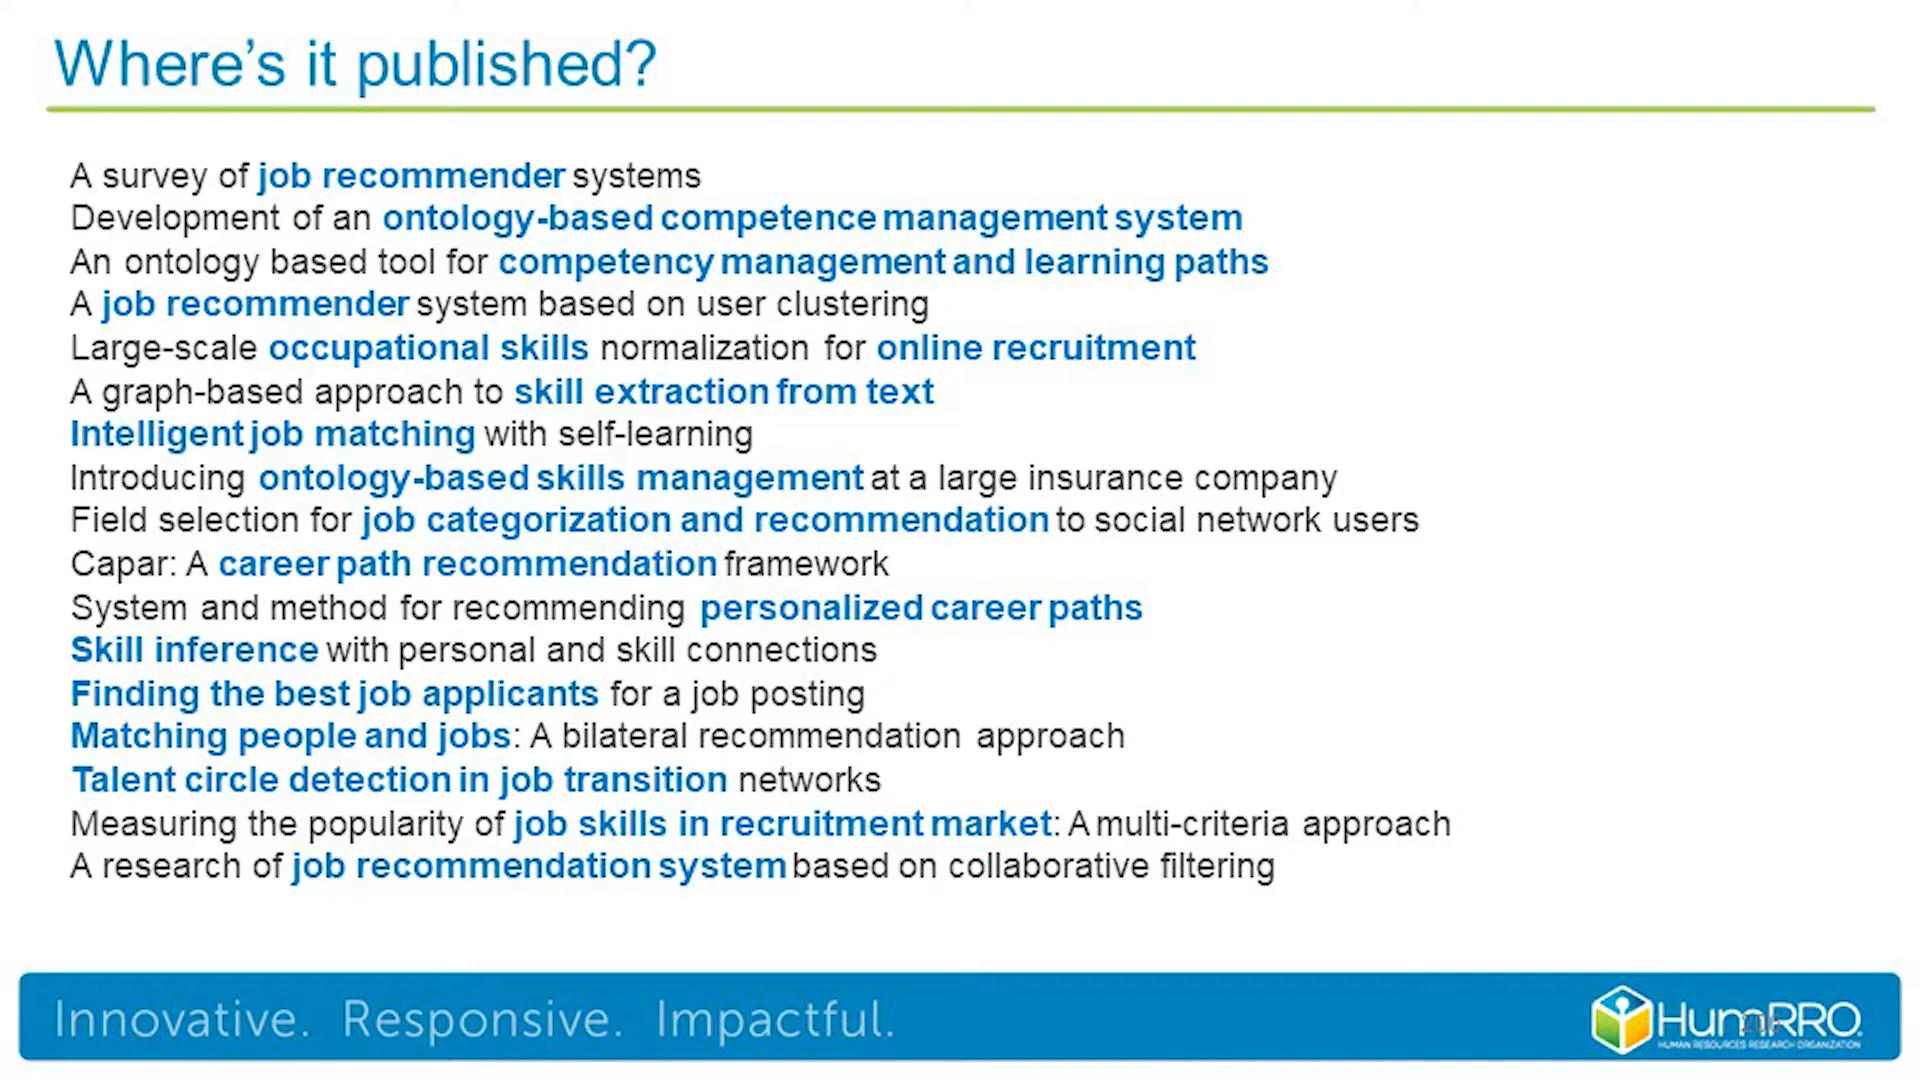 Where’s it published?
A survey of job recommender systems
Development of an ontology-based competence management system
An ontology based tool for competency management and learning paths
A job recommender system based on user clustering
Large-scale occupational skills normalization for online recruitment
A graph-based approach to skill extraction from text
Intelligent job matching with self-learning
Introducing ontology-based skills management at a large insurance company
Field selection for job categorization and recommendation to social network users
Capar: A career path recommendation framework
System and method for recommending personalized career paths
Skill inference with personal and skill connections
Finding the best job applicants for a job posting
Matching people and jobs: A bilateral recommendation approach
Talent circle detection in job transition networks
Measuring the popularity of job skills in recruitment market: A multi-criteria approach
A research of job recommendation system based on collaborative filtering
Innovative. Responsive. Impactful.
HumRRO
HUMAN RESOURCES RESEARCH ORGANIZATION